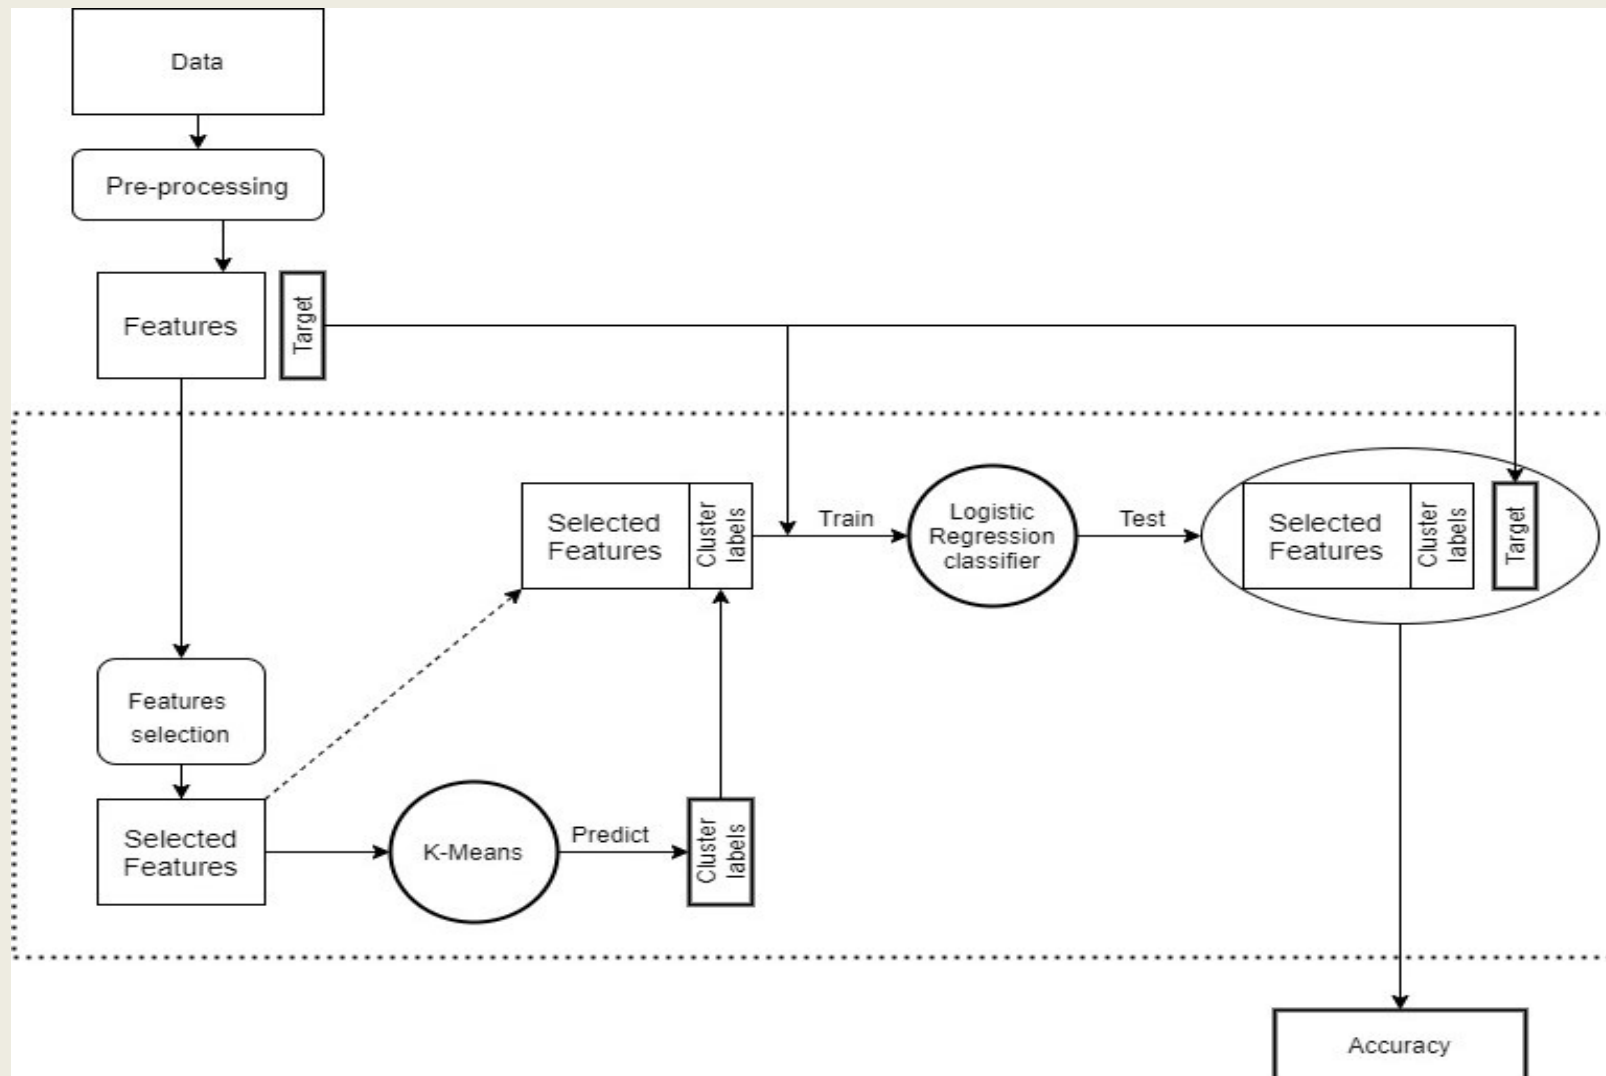 Data
Pre-processing
Features
Target
Selected
Features
Cluster
labels
Train
Logistic
Regression
classifier
Test
Selected
Features
Cluster
labels
Target
Features
selection
Selected
Features
K-Means
Predict
Cluster
labels
Accuracy